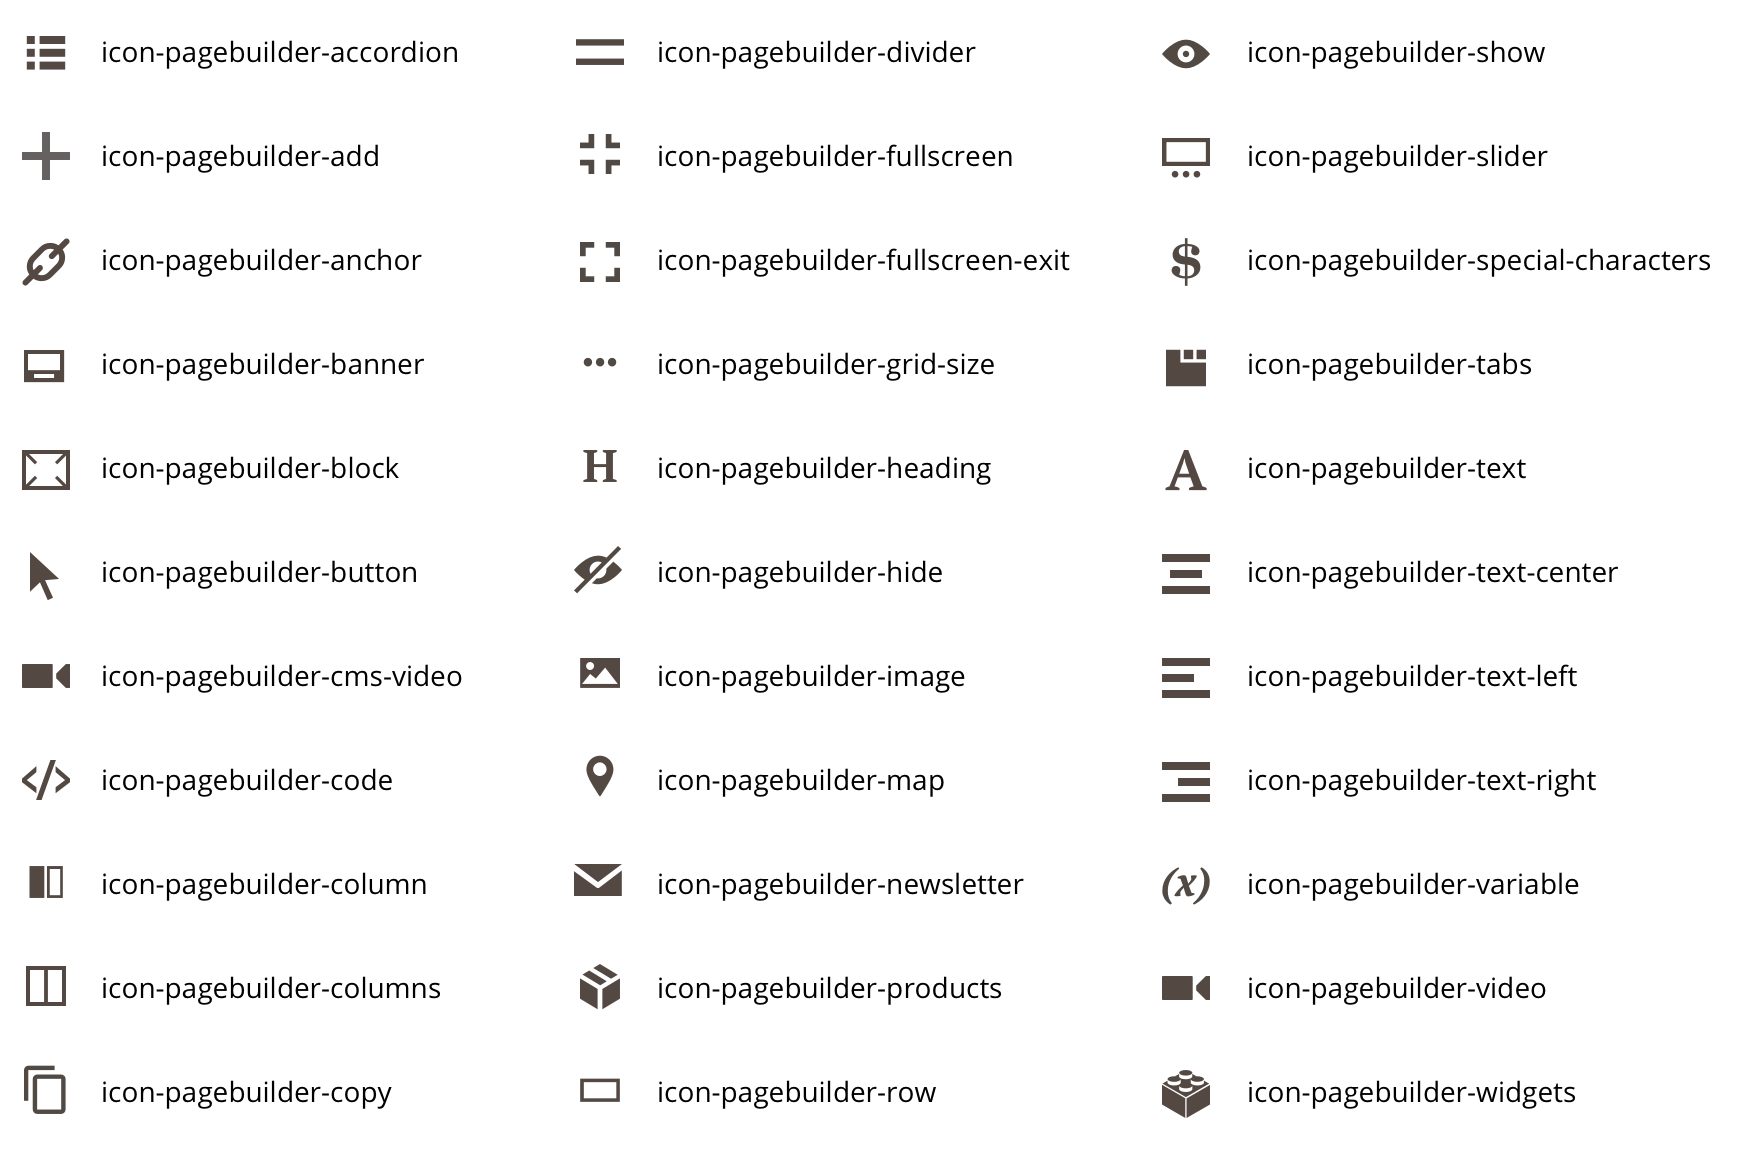 icon-pagebuilder-accordion
icon-pagebuilder-add
icon-pagebuilder-anchor
icon-pagebuilder-banner
icon-pagebuilder-block
icon-pagebuilder-button
icon-pagebuilder-cms-video
icon-pagebuilder-code
icon-pagebuilder-column
icon-pagebuilder-columns
icon-pagebuilder-copy
icon-pagebuilder-divider
icon-pagebuilder-fullscreen
icon-pagebuilder-fullscreen-exit
icon-pagebuilder-grid-size
H icon-pagebuilder-heading
icon-pagebuilder-hide
icon-pagebuilder-image
icon-pagebuilder-map
icon-pagebuilder-newsletter
icon-pagebuilder-products
icon-pagebuilder-row
icon-pagebuilder-show
icon-pagebuilder-slider
$ icon-pagebuilder-special-characters
icon-pagebuilder-tabs
A icon-pagebuilder-text
icon-pagebuilder-text-center
icon-pagebuilder-text-left
icon-pagebuilder-text-right
(x) icon-pagebuilder-variable
icon-pagebuilder-video
icon-pagebuilder-widgets